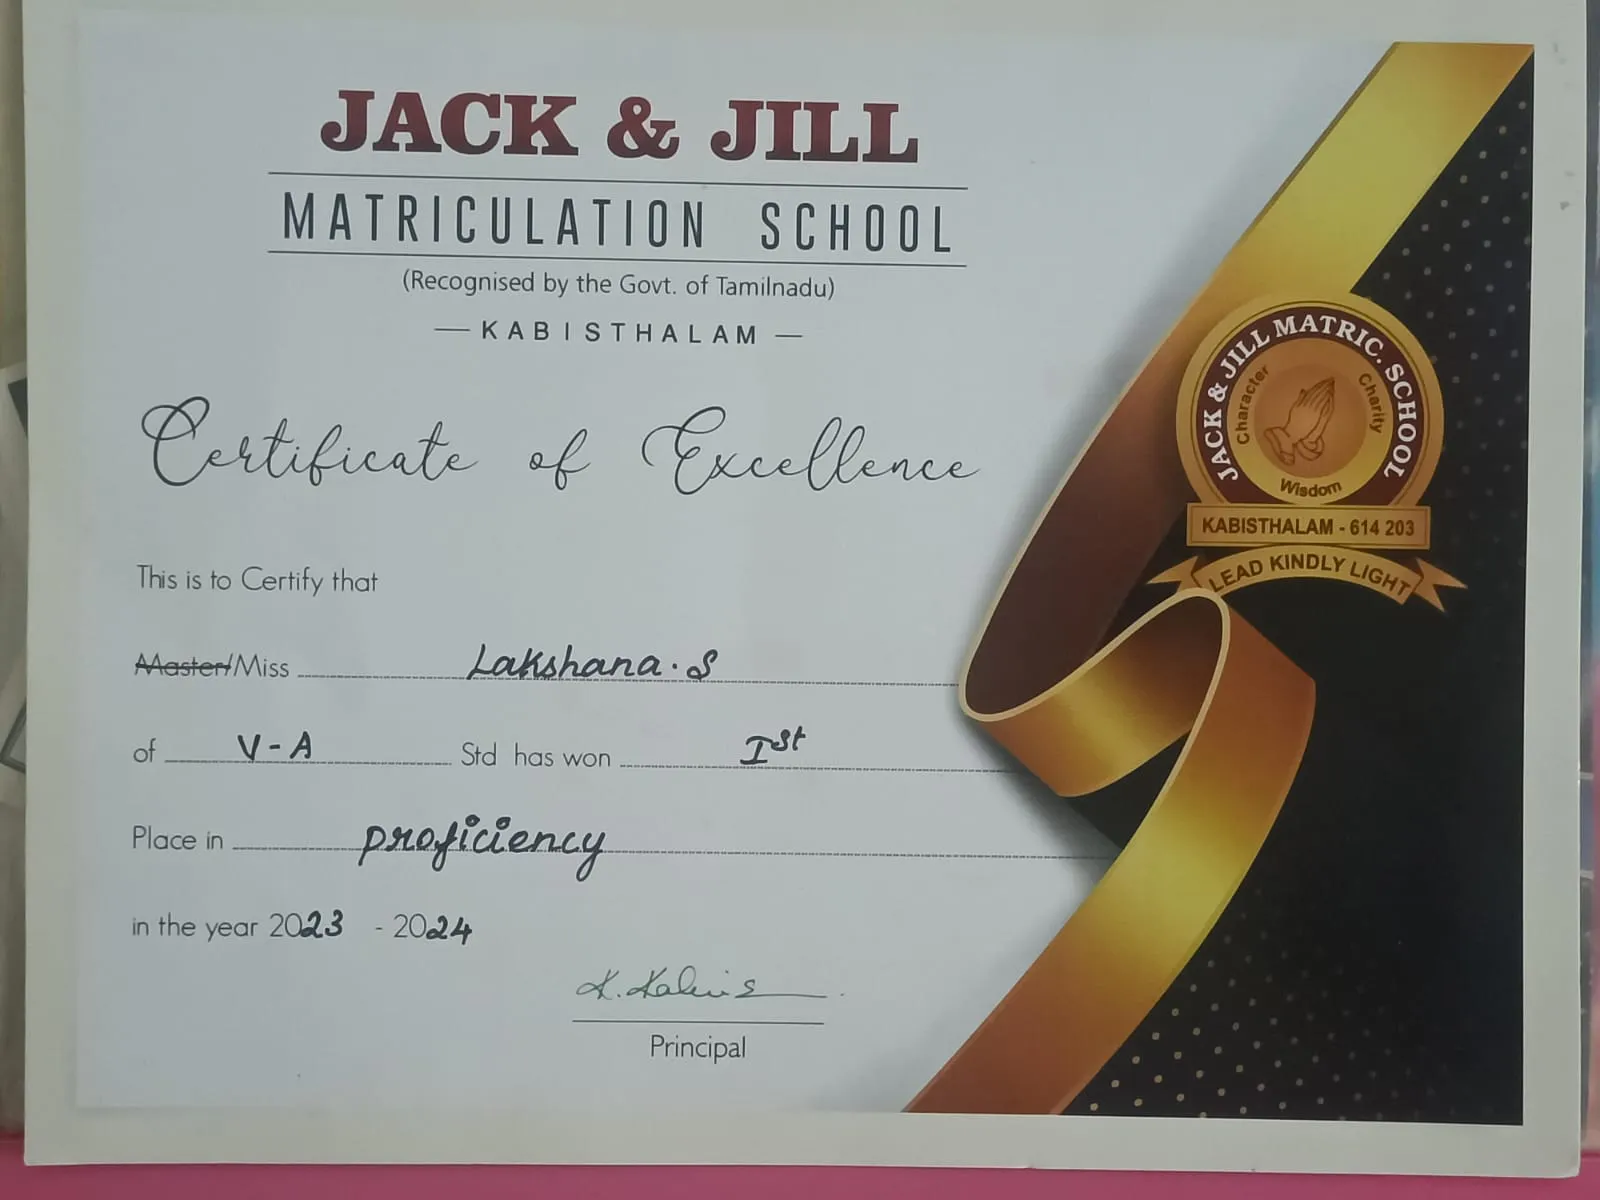 JACK & JILL
MATRICULATION SCHOOL
(Recognised by the Govt. of Tamilnadu)
— KABISTHALAM —
Certificate of Excellence
This is to Certify that
Master/Miss Lakshana. S
of V-A Std has won Ist
Place in proficiency
in the year 2023 - 2024
Principal
JACK & JILL MATRIC. SCHOOL
Character
Charity
Wisdom
KABISTHALAM - 614 203
LEAD KINDLY LIGHT